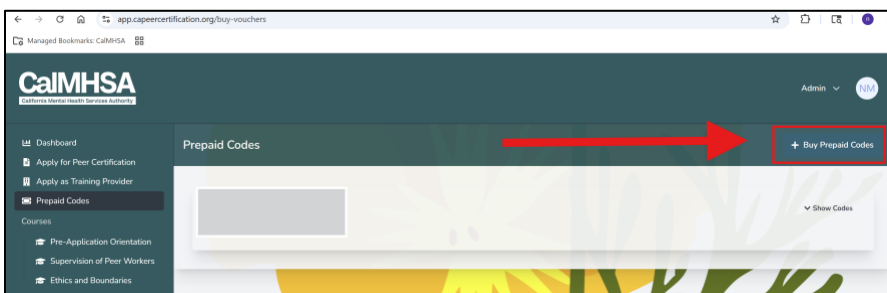 app.capeercertification.org/buy-vouchers
Managed Bookmarks: CalMHSA
CalMHSA
California Mental Health Services Authority
Admin
NM
Dashboard
Apply for Peer Certification
Apply as Training Provider
Prepaid Codes
Courses
Pre-Application Orientation
Supervision of Peer Workers
Ethics and Boundaries
Prepaid Codes
+ Buy Prepaid Codes
Show Codes